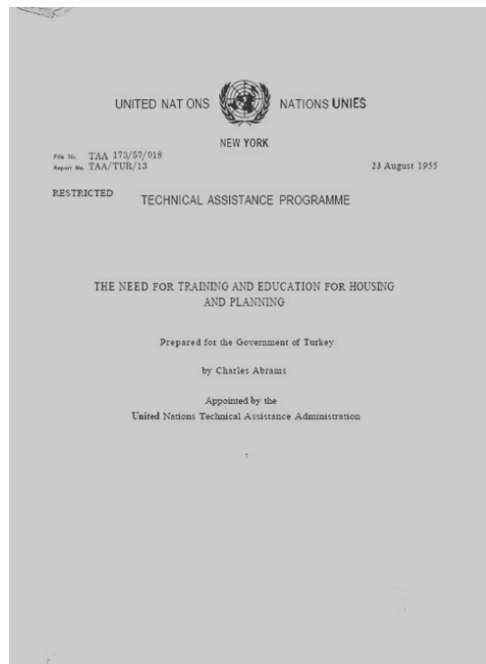 UNITED NAT ONS NATIONS UNIES
NEW YORK
File No. TAA 173/57/018
Report No. TAA/TUR/13
23 August 1955
RESTRICTED
TECHNICAL ASSISTANCE PROGRAMME
THE NEED FOR TRAINING AND EDUCATION FOR HOUSING
AND PLANNING
Prepared for the Government of Turkey
by Charles Abrams
Appointed by the
United Nations Technical Assistance Administration